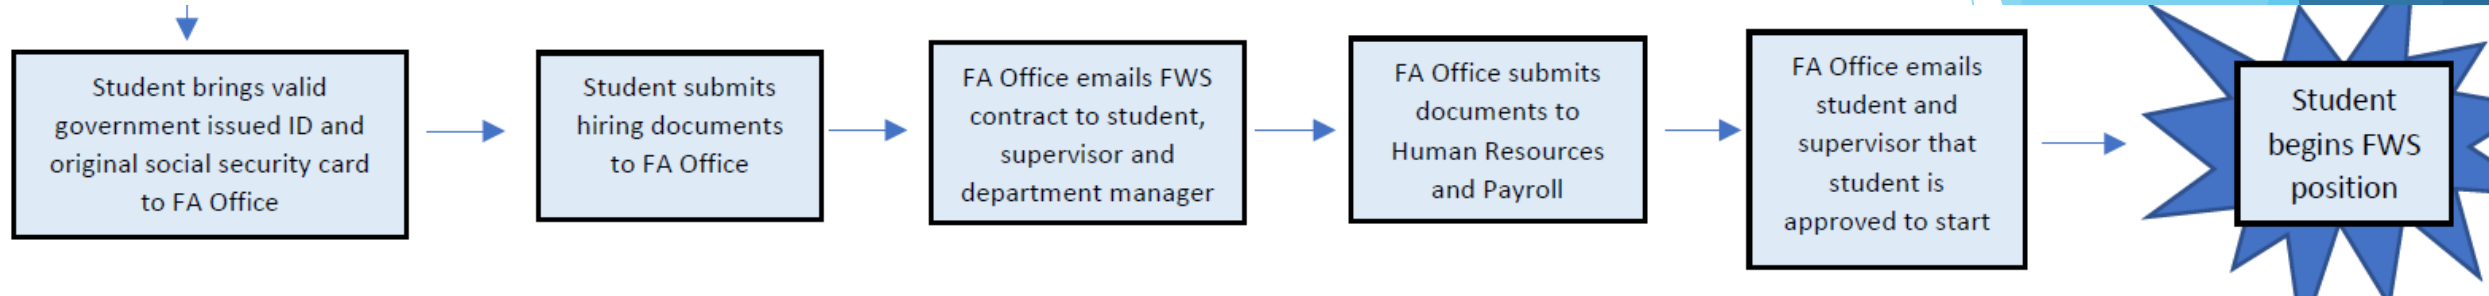 Student brings valid
government issued ID and
original social security card
to FA Office
Student submits
hiring documents
to FA Office
FA Office emails FWS
contract to student,
supervisor and
department manager
FA Office submits
documents to
Human Resources
and Payroll
FA Office emails
student and
supervisor that
student is
approved to start
Student
begins FWS
position